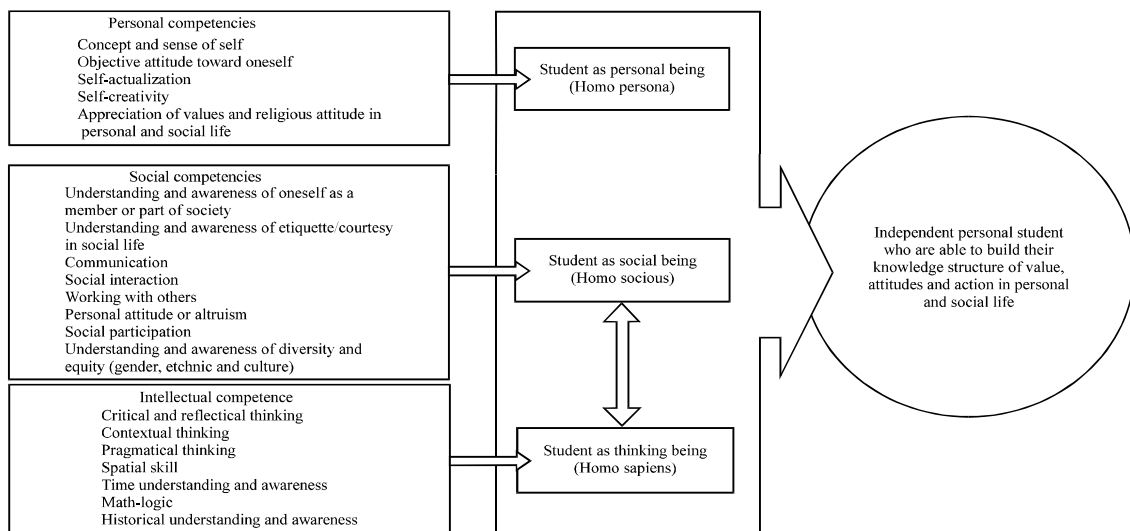 Personal competencies
Concept and sense of self
Objective attitude toward oneself
Self-actualization
Self-creativity
Appreciation of values and religious attitude in
personal and social life
Social competencies
Understanding and awareness of oneself as a
member or part of society
Understanding and awareness of etiquette/courtesy
in social life
Communication
Social interaction
Working with others
Personal attitude or altruism
Social participation
Understanding and awareness of diversity and
equity (gender, etchnic and culture)
Intellectual competence
Critical and reflectical thinking
Contextual thinking
Pragmatical thinking
Spatial skill
Time understanding and awareness
Math-logic
Historical understanding and awareness
Student as personal being
(Homo persona)
Student as social being
(Homo socious)
Student as thinking being
(Homo sapiens)
Independent personal student
who are able to build their
knowledge structure of value,
attitudes and action in personal
and social life